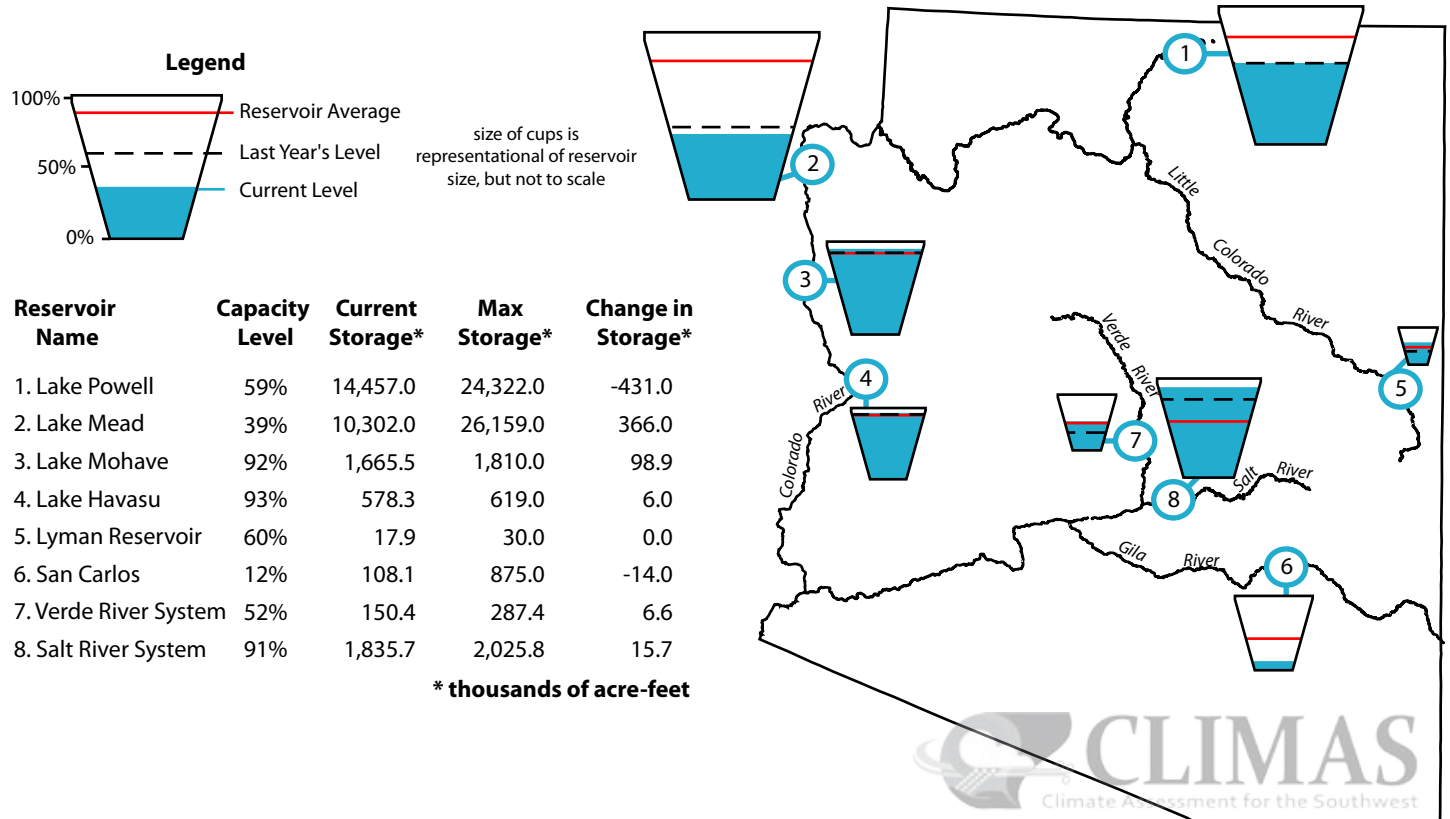 Legend
100%
50%
0%
Reservoir Average
Last Year's Level
Current Level
size of cups is
representational of reservoir
size, but not to scale
Reservoir Name Capacity Level Current Storage* Max Storage* Change in Storage*
1. Lake Powell 59% 14,457.0 24,322.0 -431.0
2. Lake Mead 39% 10,302.0 26,159.0 366.0
3. Lake Mohave 92% 1,665.5 1,810.0 98.9
4. Lake Havasu 93% 578.3 619.0 6.0
5. Lyman Reservoir 60% 17.9 30.0 0.0
6. San Carlos 12% 108.1 875.0 -14.0
7. Verde River System 52% 150.4 287.4 6.6
8. Salt River System 91% 1,835.7 2,025.8 15.7
* thousands of acre-feet
1
2
3
4
5
6
7
8
Little Colorado River
Verde River
Colorado River
Salt River
Gila River
CLIMAS
Climate Assessment for the Southwest